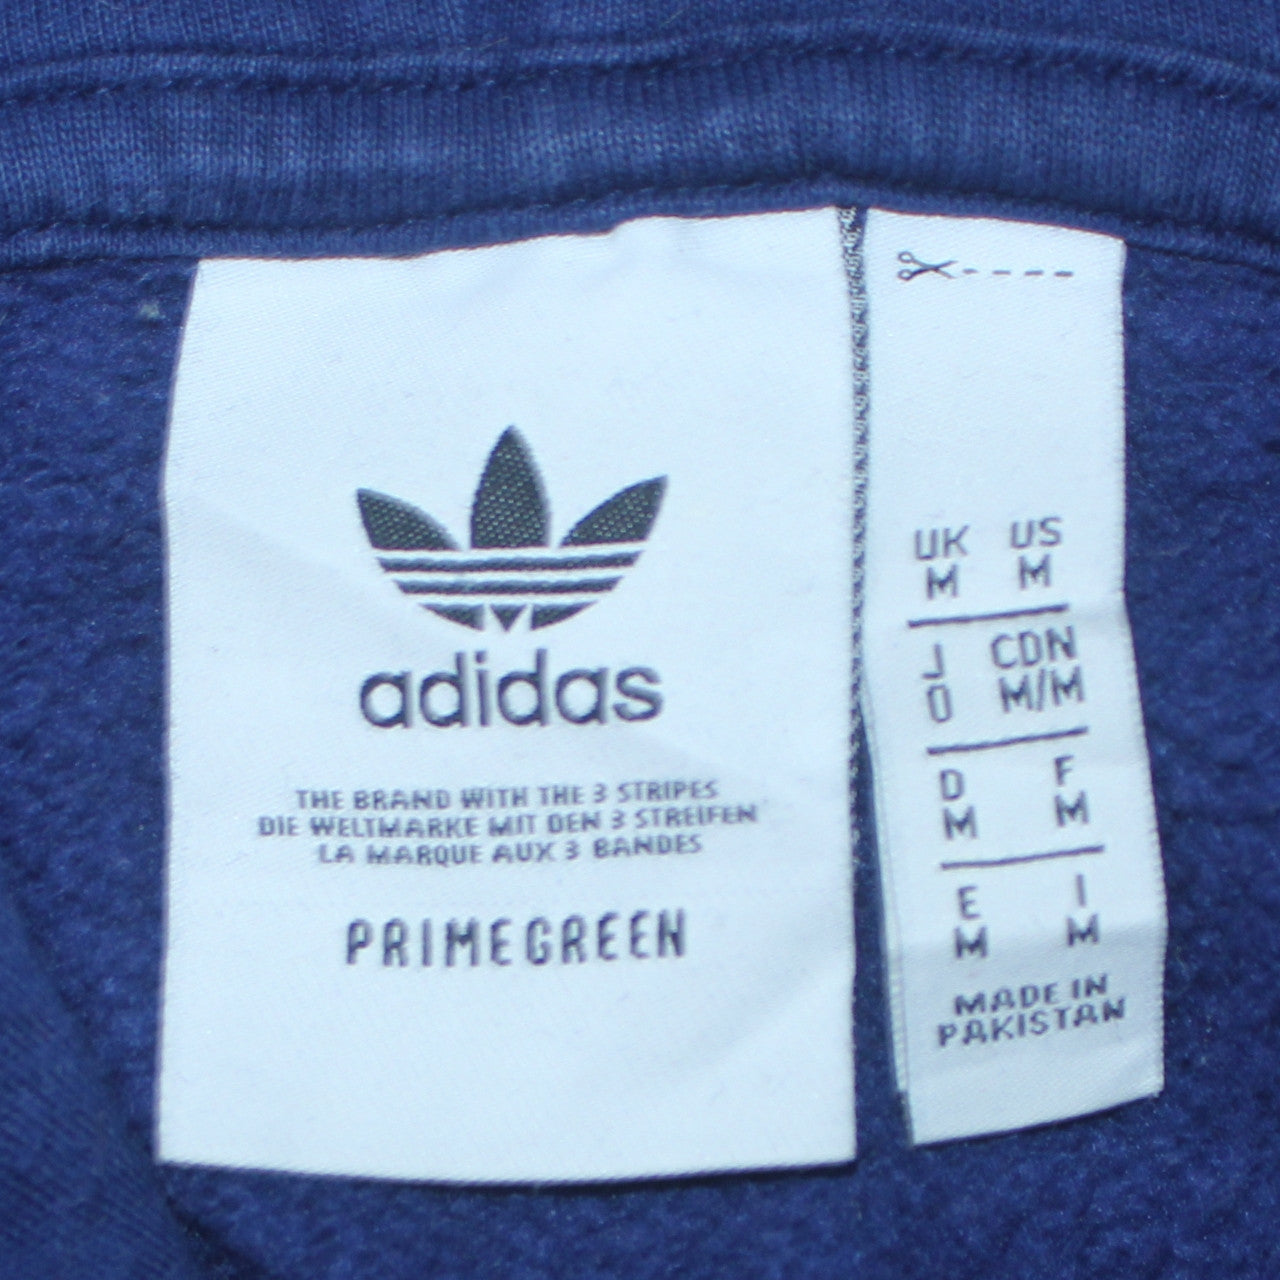 adidas
THE BRAND WITH THE 3 STRIPES
DIE WELTMARKE MIT DEN 3 STREIFEN
LA MARQUE AUX 3 BANDES
PRIMEGREEN
UK US
M M
J CDN
O M/M
D F
M M
E I
M M
MADE IN
PAKISTAN